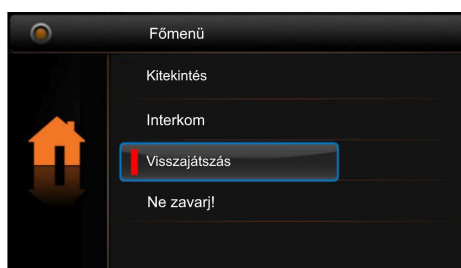 Főmenü
Kitekintés
Interkom
Visszajátszás
Ne zavarj!